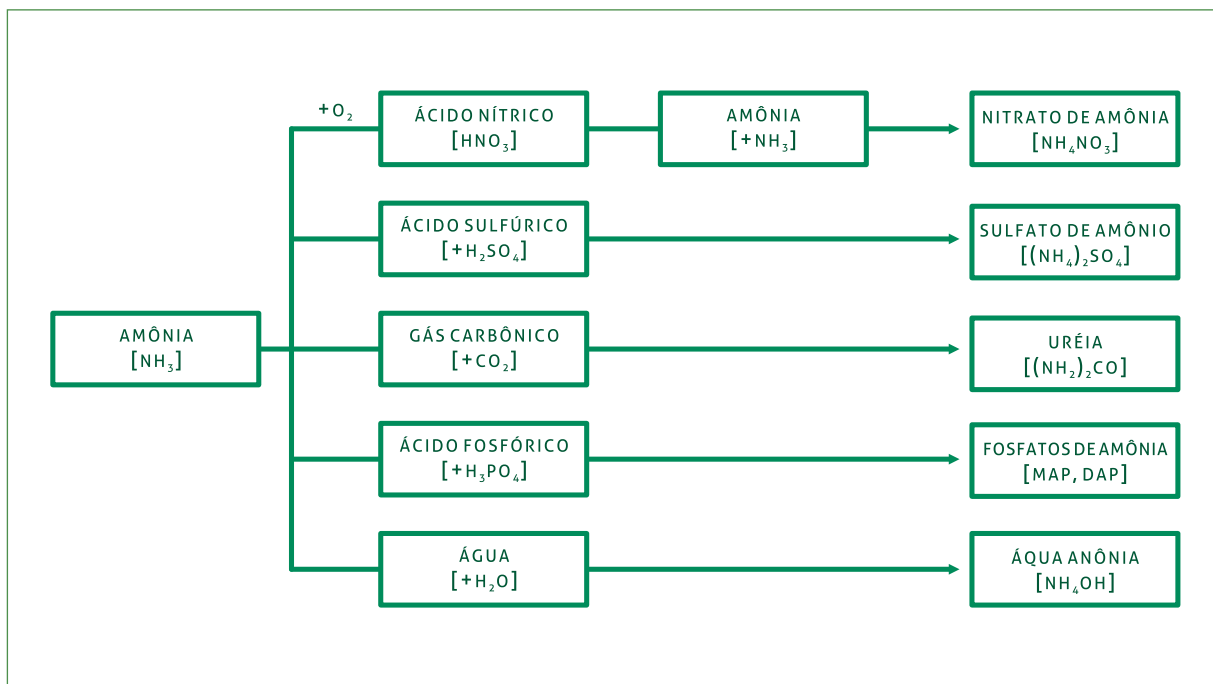 +O₂
ÁCIDO NÍTRICO
[HNO₃]
AMÔNIA
[+NH₃]
NITRATO DE AMÔNIA
[NH₄NO₃]
ÁCIDO SULFÚRICO
[+H₂SO₄]
SULFATO DE AMÔNIO
[(NH₄)₂SO₄]
AMÔNIA
[NH₃]
GÁS CARBÔNICO
[+CO₂]
URÉIA
[(NH₂)₂CO]
ÁCIDO FOSFÓRICO
[+H₃PO₄]
FOSFATOS DE AMÔNIA
[MAP, DAP]
ÁGUA
[+H₂O]
ÁQUA ANÔNIA
[NH₄OH]